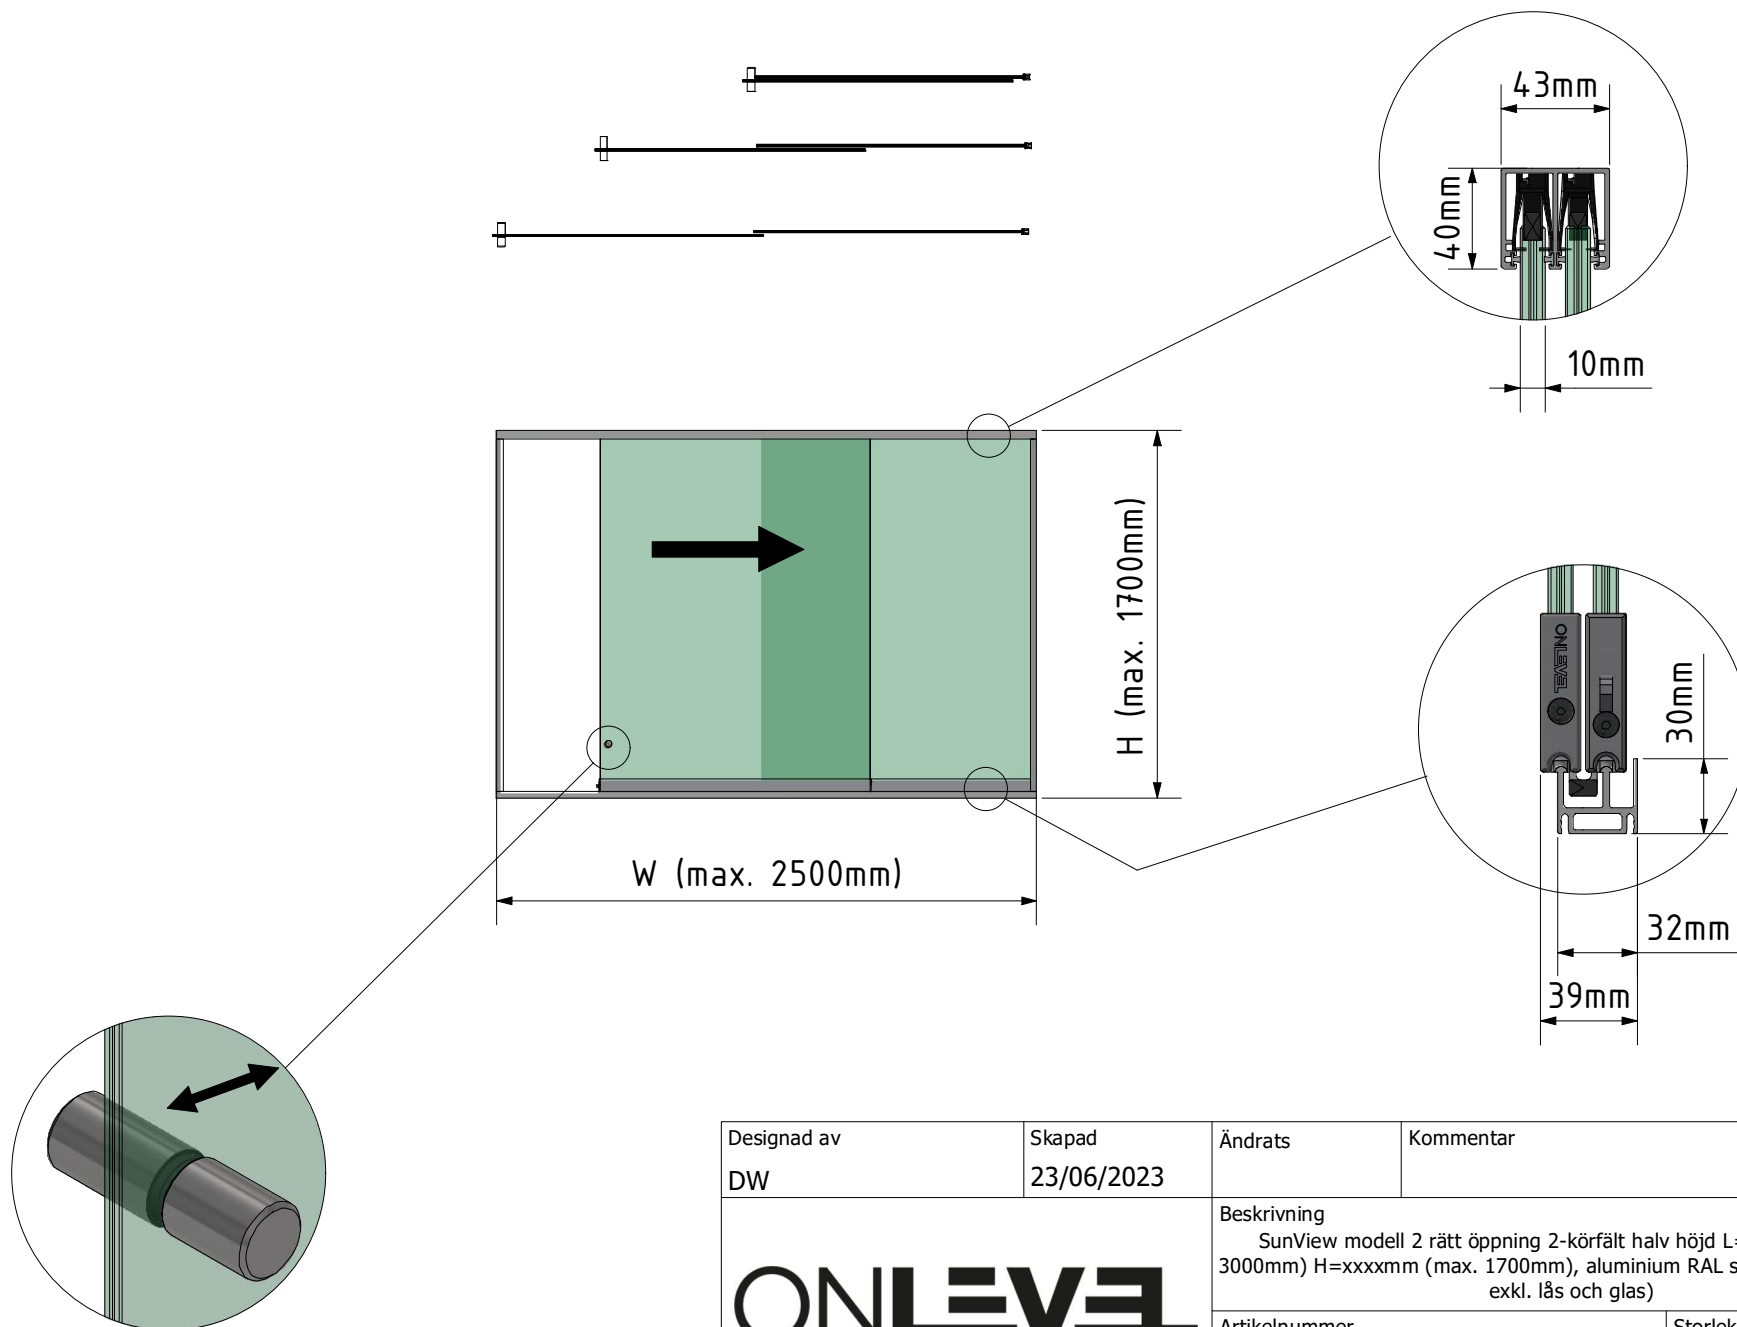 43mm
40mm
10mm
H (max. 1700mm)
W (max. 2500mm)
ONLEVEL
30mm
32mm
39mm
Designad av
DW
Skapad
23/06/2023
Ändrats
Kommentar
Beskrivning
SunView modell 2 rätt öppning 2-körfält halv höjd L=
3000mm) H=xxxxmm (max. 1700mm), aluminium RAL s
exkl. lås och glas)
ONLEVEL
Artikelnummer
Storlek